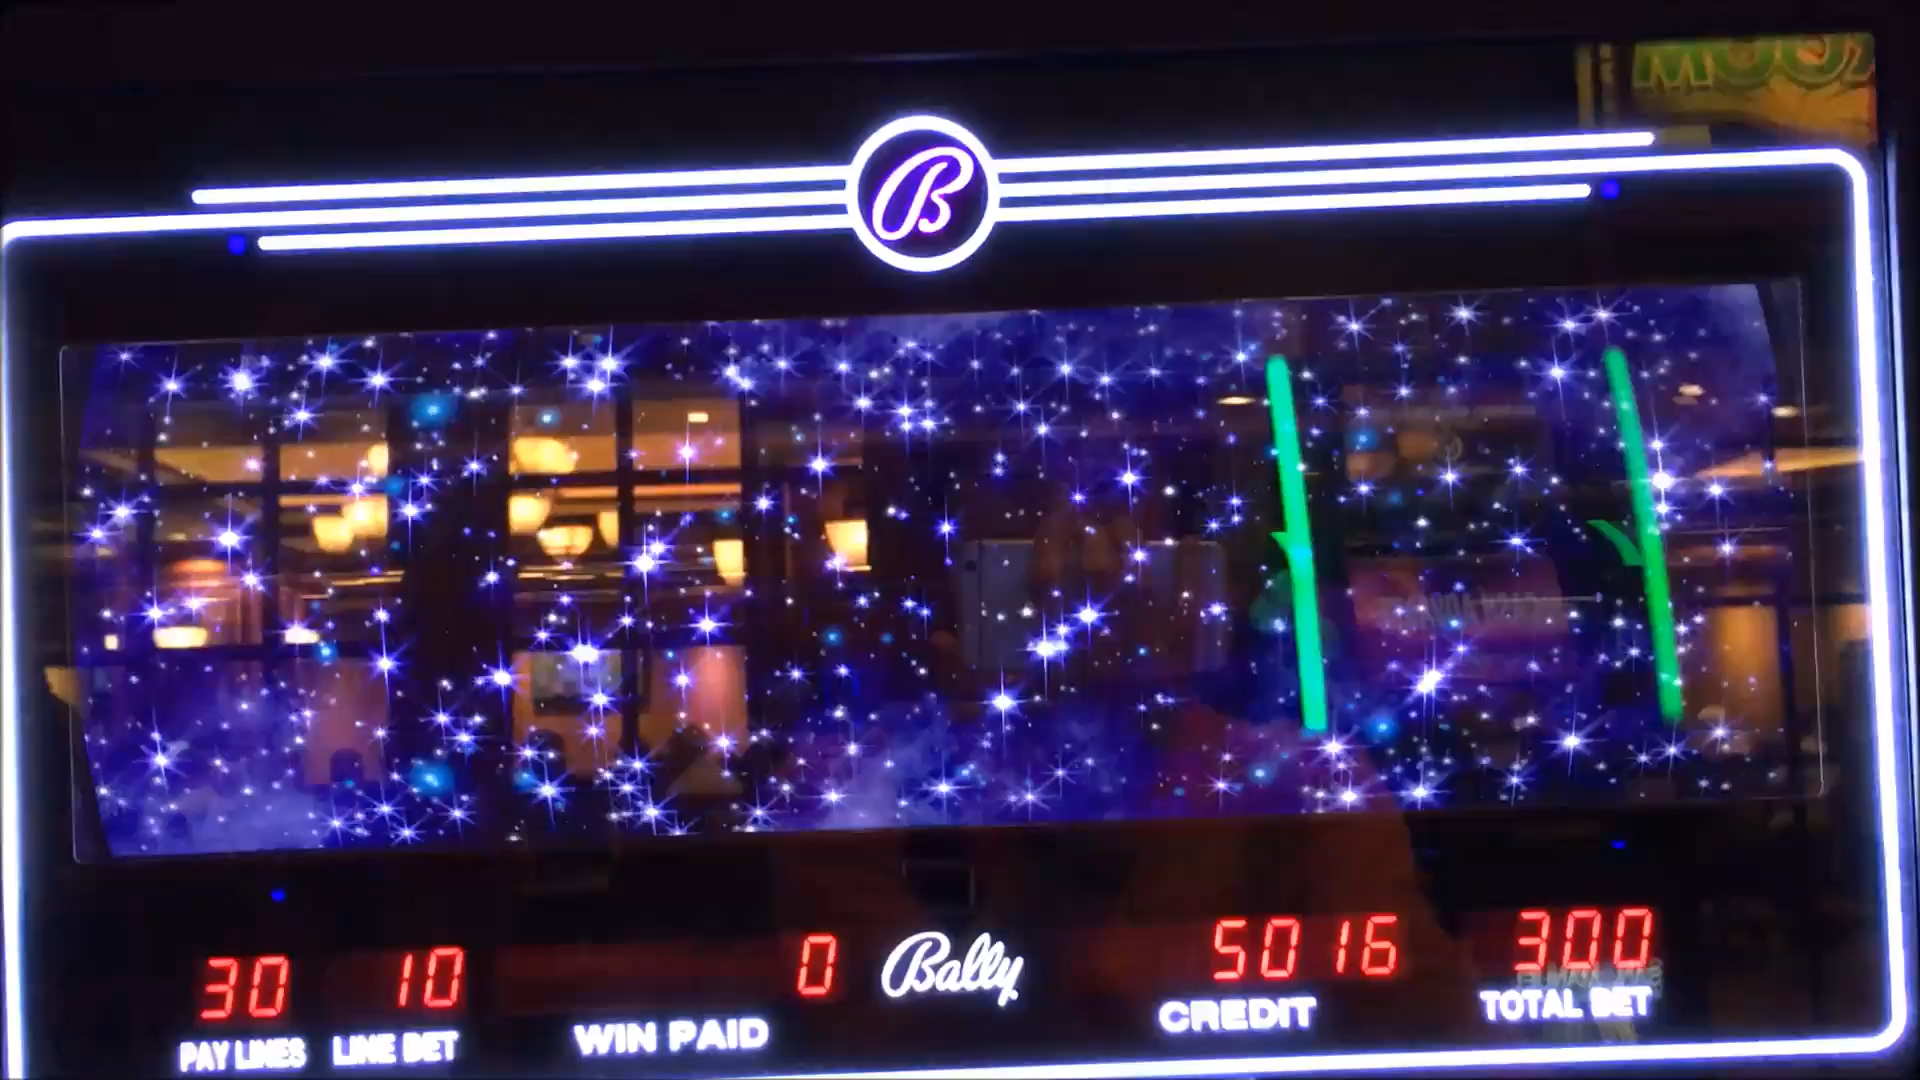 B
30
10
0
Bally
5016
300
PAY LINES
LINE BET
WIN PAID
CREDIT
TOTAL BET